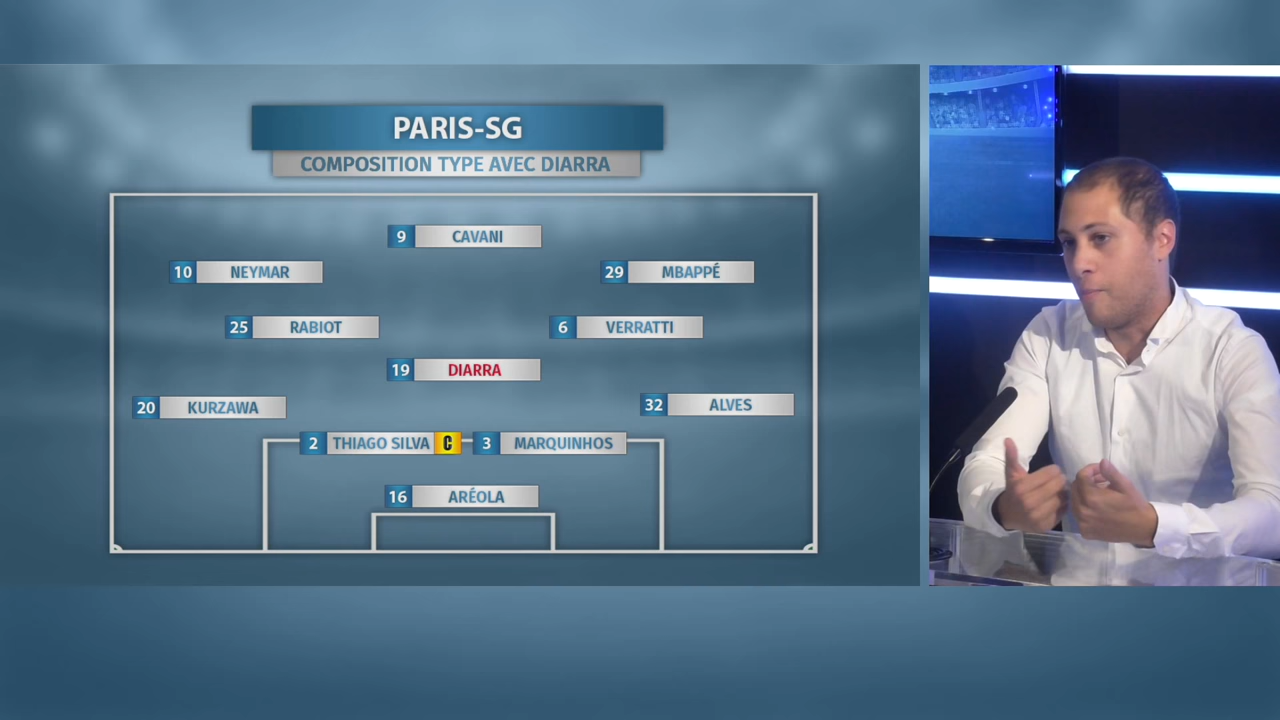 PARIS-SG
COMPOSITION TYPE AVEC DIARRA
9 CAVANI
10 NEYMAR
29 MBAPPÉ
25 RABIOT
6 VERRATTI
19 DIARRA
20 KURZAWA
32 ALVES
2 THIAGO SILVA C
3 MARQUINHOS
16 ARÉOLA